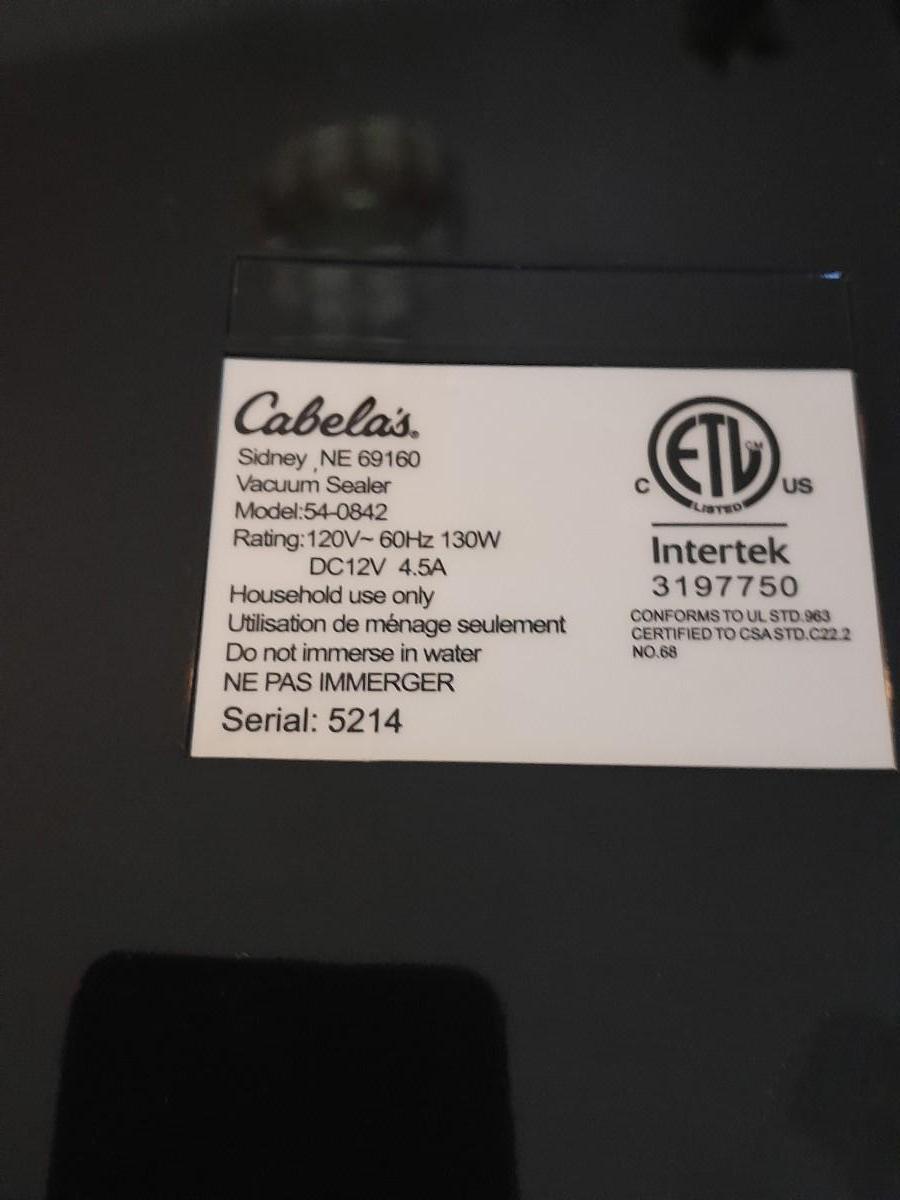 Cabela's.
Sidney ,NE 69160
Vacuum Sealer
Model:54-0842
Rating:120V~ 60Hz 130W
DC12V 4.5A
Household use only
Utilisation de ménage seulement
Do not immerse in water
NE PAS IMMERGER
Serial: 5214
ETL CM
LISTED
C US
Intertek
3197750
CONFORMS TO UL STD.963
CERTIFIED TO CSA STD.C22.2
NO.68